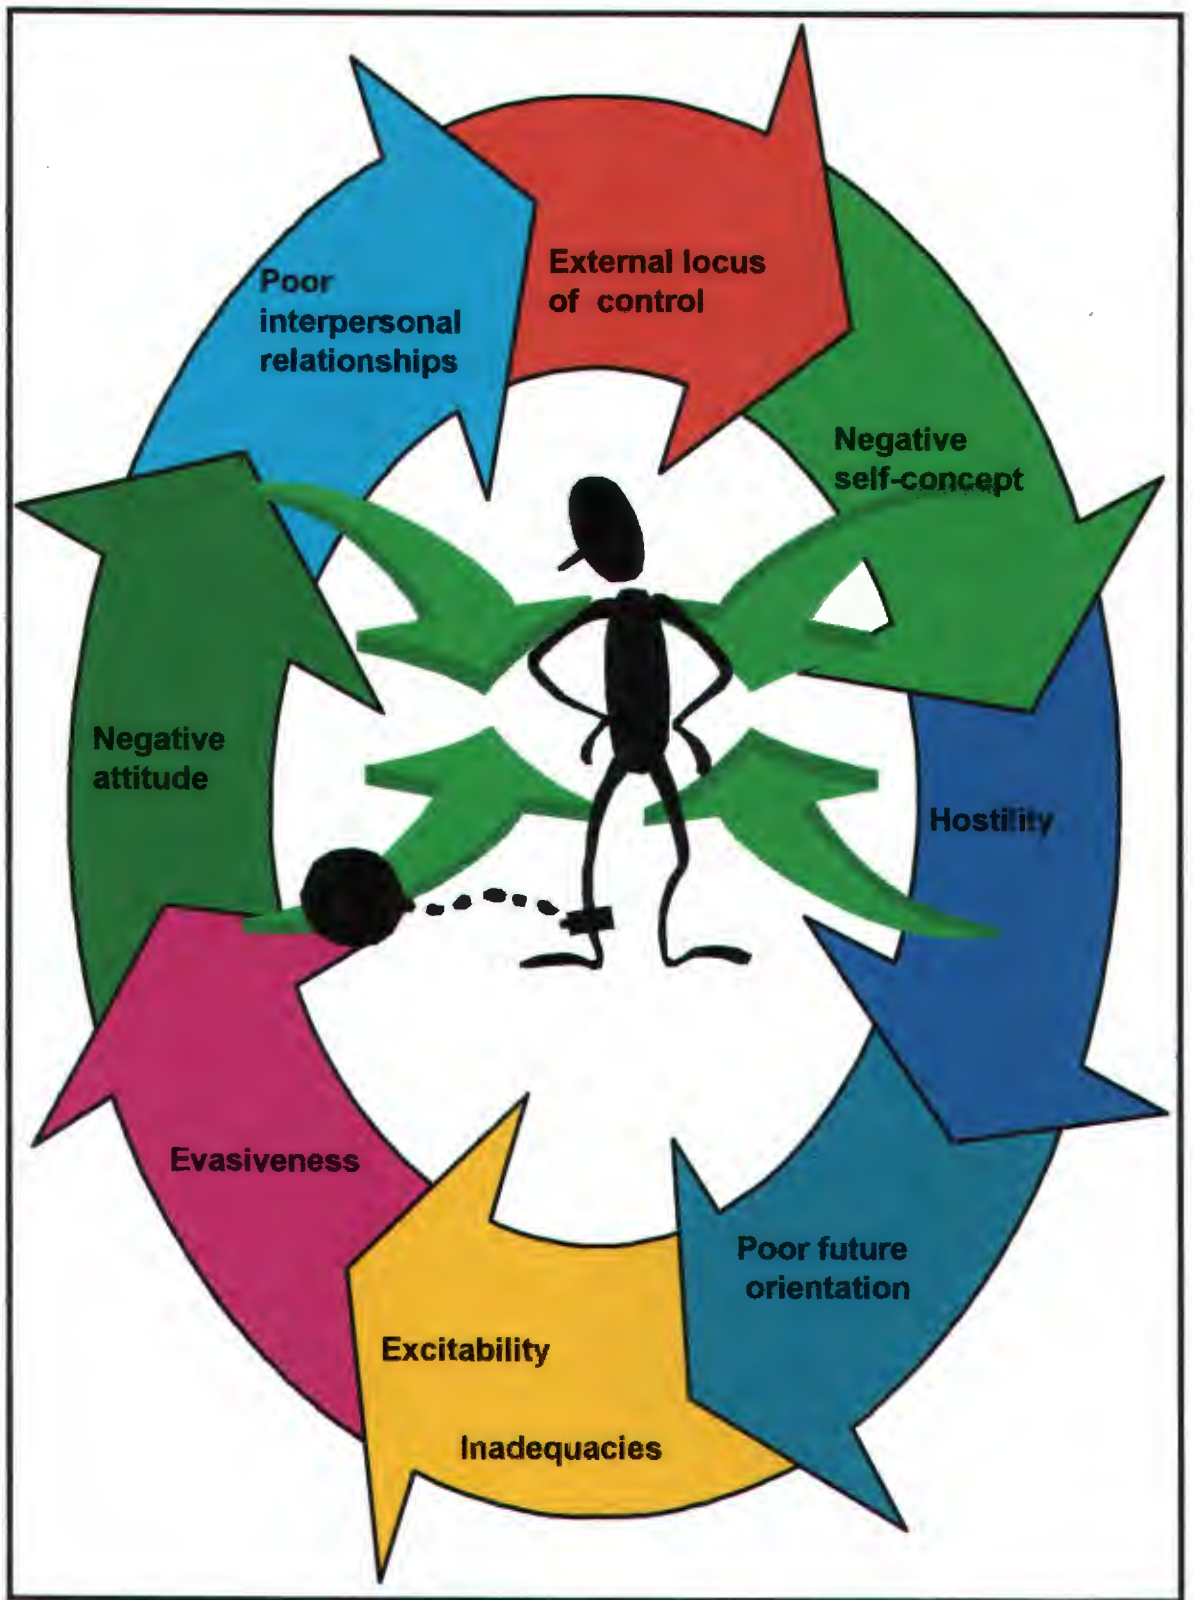 External locus
of control
Negative
self-concept
Hostility
Poor future
orientation
Excitability
Inadequacies
Evasiveness
Negative
attitude
Poor
interpersonal
relationships